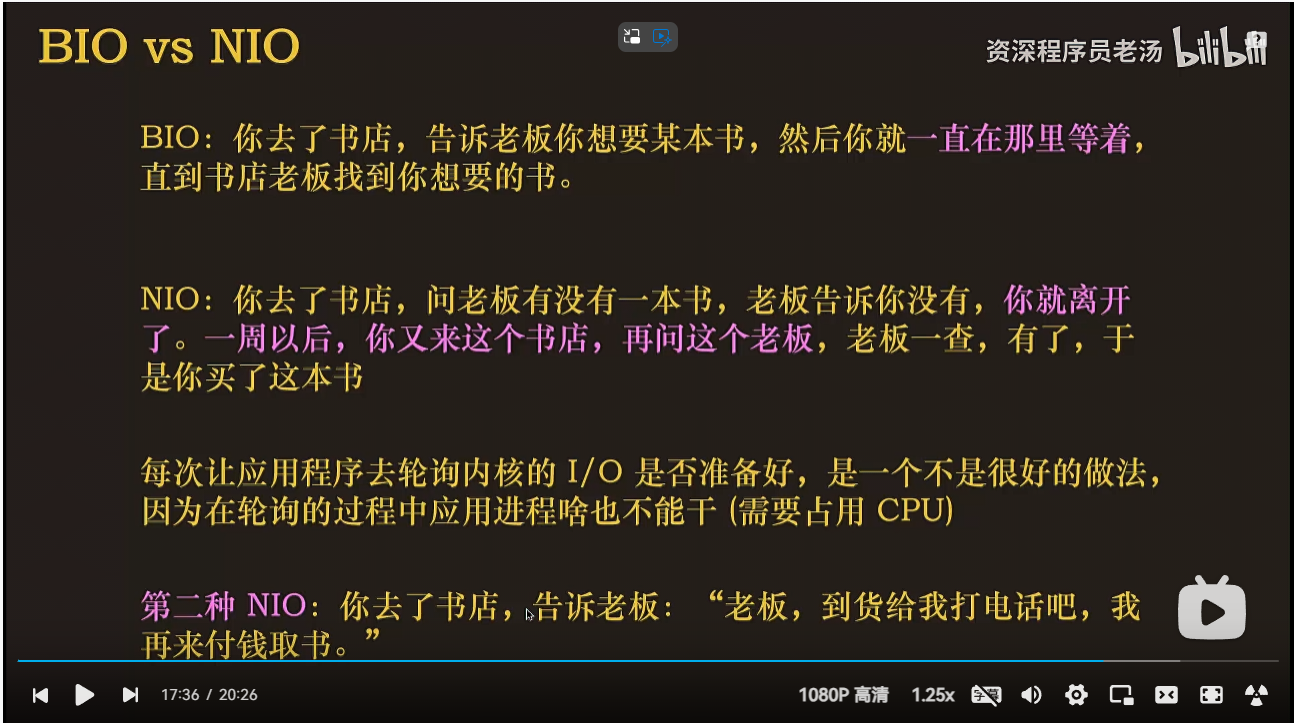 BIO vs NIO
资深程序员老汤 bilibili
BIO：你去了书店，告诉老板你想要某本书，然后你就一直在那里等着，
直到书店老板找到你想要的书。
NIO：你去了书店，问老板有没有一本书，老板告诉你没有，你就离开
了。一周以后，你又来这个书店，再问这个老板，老板一查，有了，于
是你买了这本书
每次让应用程序去轮询内核的 I/O 是否准备好，是一个不是很好的做法，
因为在轮询的过程中应用进程啥也不能干 (需要占用 CPU)
第二种 NIO：你去了书店，告诉老板：“老板，到货给我打电话吧，我
再来付钱取书。”
17:36 / 20:26
1080P 高清 1.25x 字幕